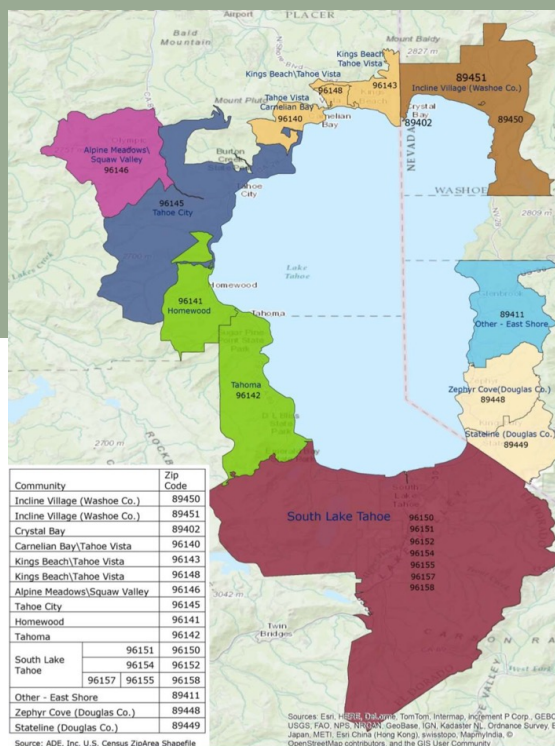 Airport
PLACER
Bald
Mountain
Mount Baldy
2827 m
Kings Beach
Tahoe Vista
Kings Beach\Tahoe Vista
96148
96143
89451
Incline Village (Washoe Co.)
Tahoe Vista
Carnelian Bay
96140
Crystal
Bay
89402
89450
Alpine Meadows\
Squaw Valley
96146
Burton
Creek
96145
Tahoe City
NEVADA
WASHOE
2809 m
Lake
Tahoe
96141
Homewood
Homewood
Tahoma
89411
Other - East Shore
Tahoma
96142
Zephyr Cove (Douglas Co.)
89448
Stateline (Douglas Co.)
89449
2700 m
South Lake Tahoe
96150
96151
96152
96154
96155
96157
96158
3042 m
Twin
Bridges
Community Zip Code
Incline Village (Washoe Co.) 89450
Incline Village (Washoe Co.) 89451
Crystal Bay 89402
Carnelian Bay\Tahoe Vista 96140
Kings Beach\Tahoe Vista 96143
Kings Beach\Tahoe Vista 96148
Alpine Meadows\Squaw Valley 96146
Tahoe City 96145
Homewood 96141
Tahoma 96142
South Lake Tahoe 96151 96150
96154 96152
96157 96155 96158
Other - East Shore 89411
Zephyr Cove (Douglas Co.) 89448
Stateline (Douglas Co.) 89449
Source: ADE, Inc. U.S. Census ZipArea Shapefile
Sources: Esri, HERE, DeLorme, TomTom, Intermap, increment P Corp., GEBCO,
USGS, FAO, NPS, NRCAN, GeoBase, IGN, Kadaster NL, Ordnance Survey,
Japan, METI, Esri China (Hong Kong), swisstopo, MapmyIndia, ©
OpenStreetMap contributors, and the GIS User Community